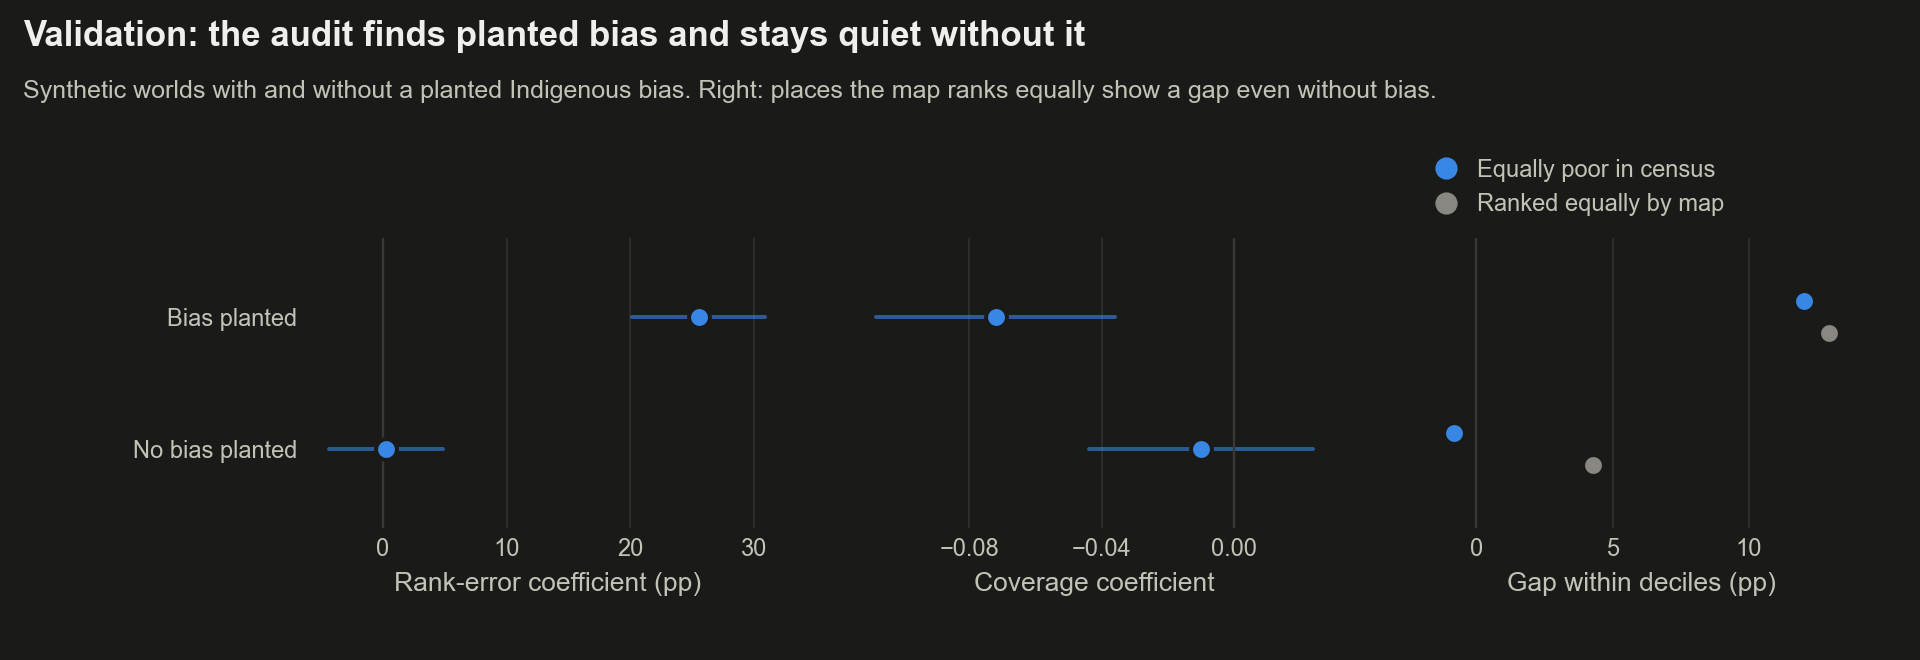 Validation: the audit finds planted bias and stays quiet without it
Synthetic worlds with and without a planted Indigenous bias. Right: places the map ranks equally show a gap even without bias.
Equally poor in census
Ranked equally by map
Bias planted
No bias planted
0 10 20 30
Rank-error coefficient (pp)
−0.08 −0.04 0.00
Coverage coefficient
0 5 10
Gap within deciles (pp)